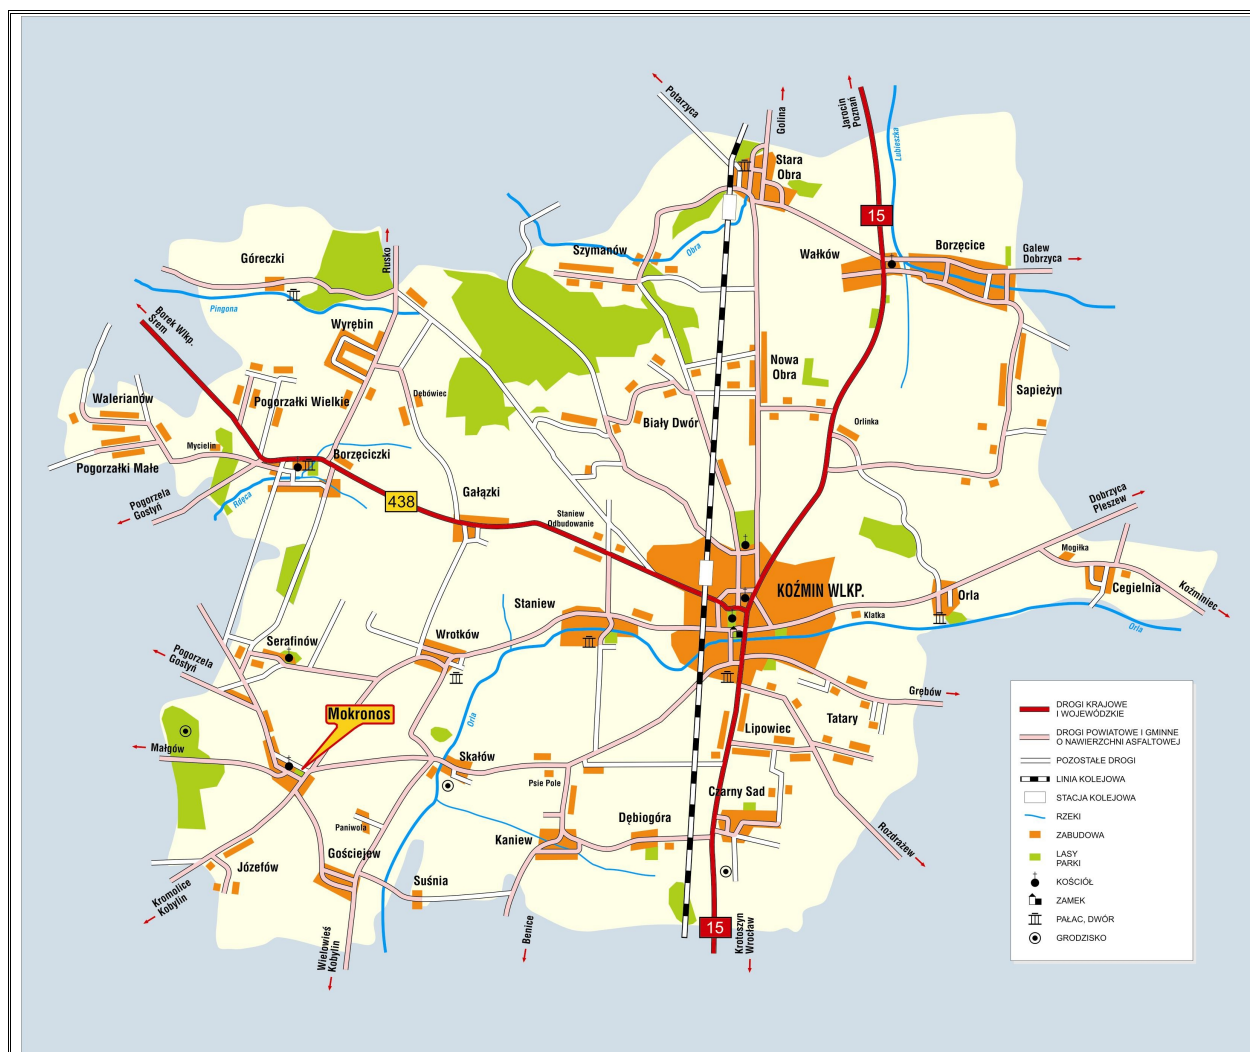 Potarzyca
Golina
Jarocin
Poznań
Lubieszka
Stara
Obra
15
Rusko
Góreczki
Szymanów
Obra
Wałków
Borzęcice
Galew
Dobrzyca
Pingona
Borek Wlkp.
Śrem
Wyrębin
Nowa
Obra
Sapieżyn
Walerianów
Pogorzałki Wielkie
Dębówiec
Biały Dwór
Orlinka
Mycielin
Pogorzałki Małe
Borzęciczki
Rdęca
Pogorzela
Gostyń
438
Gałązki
Staniew
Odbudowanie
Dobrzyca
Pleszew
Mogiłka
Cegielnia
Koźminiec
KOŹMIN WLKP.
Orla
Klatka
Orla
Staniew
Serafinów
Wrotków
Pogorzela
Gostyń
Grębów
Mokronos
Orla
Lipowiec
Tatary
Małgów
Skałów
Psie Pole
Czarny Sad
Paniwola
Dębiogóra
Kaniew
Rozdrażew
Gościejew
Józefów
Suśnia
Kromolice
Kobylin
15
Wielowieś
Kobylin
Benice
Krotoszyn
Wrocław
DROGI KRAJOWE
I WOJEWÓDZKIE
DROGI POWIATOWE I GMINNE
O NAWIERZCHNI ASFALTOWEJ
POZOSTAŁE DROGI
LINIA KOLEJOWA
STACJA KOLEJOWA
RZEKI
ZABUDOWA
LASY
PARKI
KOŚCIÓŁ
ZAMEK
PAŁAC, DWÓR
GRODZISKO